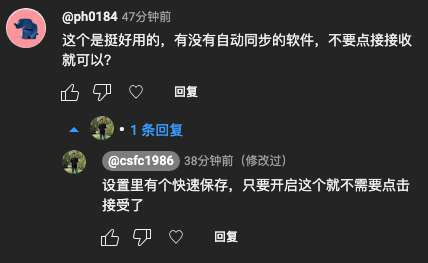 @ph0184 47分钟前
这个是挺好用的，有没有自动同步的软件，不要点接接收
就可以？
回复
1 条回复
@csfc1986 38分钟前（修改过）
设置里有个快速保存，只要开启这个就不需要点击
接受了
回复